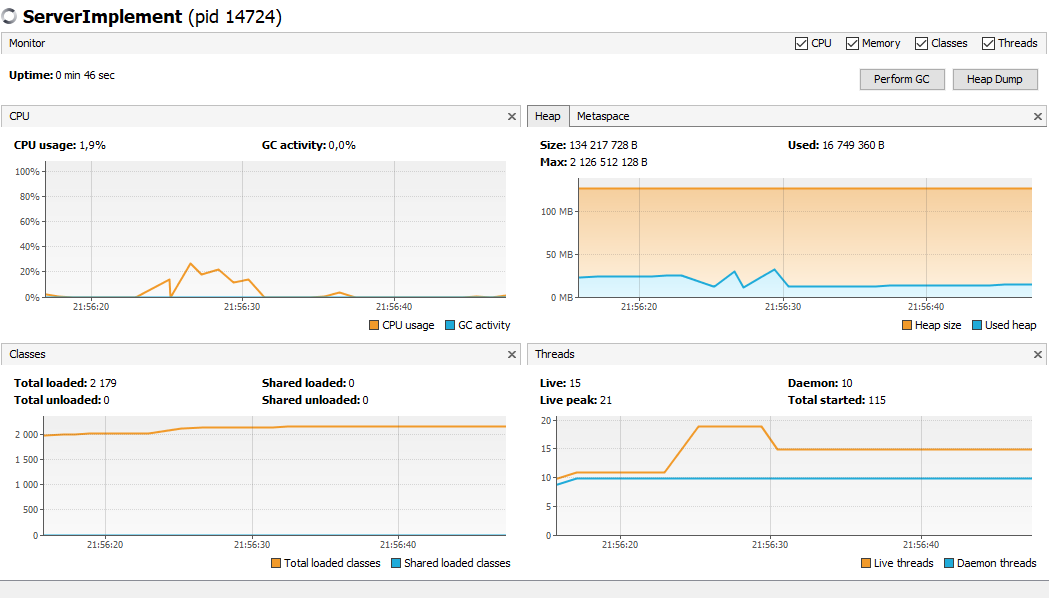 ServerImplement (pid 14724)
Monitor
CPU Memory Classes Threads
Uptime: 0 min 46 sec
Perform GC Heap Dump
CPU
CPU usage: 1,9% GC activity: 0,0%
100%
80%
60%
40%
20%
0%
21:56:20 21:56:30 21:56:40
CPU usage GC activity
Heap Metaspace
Size: 134 217 728 B Used: 16 749 360 B
Max: 2 126 512 128 B
100 MB
50 MB
0 MB
21:56:20 21:56:30 21:56:40
Heap size Used heap
Classes
Total loaded: 2 179 Shared loaded: 0
Total unloaded: 0 Shared unloaded: 0
2 000
1 500
1 000
500
0
21:56:20 21:56:30 21:56:40
Total loaded classes Shared loaded classes
Threads
Live: 15 Daemon: 10
Live peak: 21 Total started: 115
20
15
10
5
0
21:56:20 21:56:30 21:56:40
Live threads Daemon threads